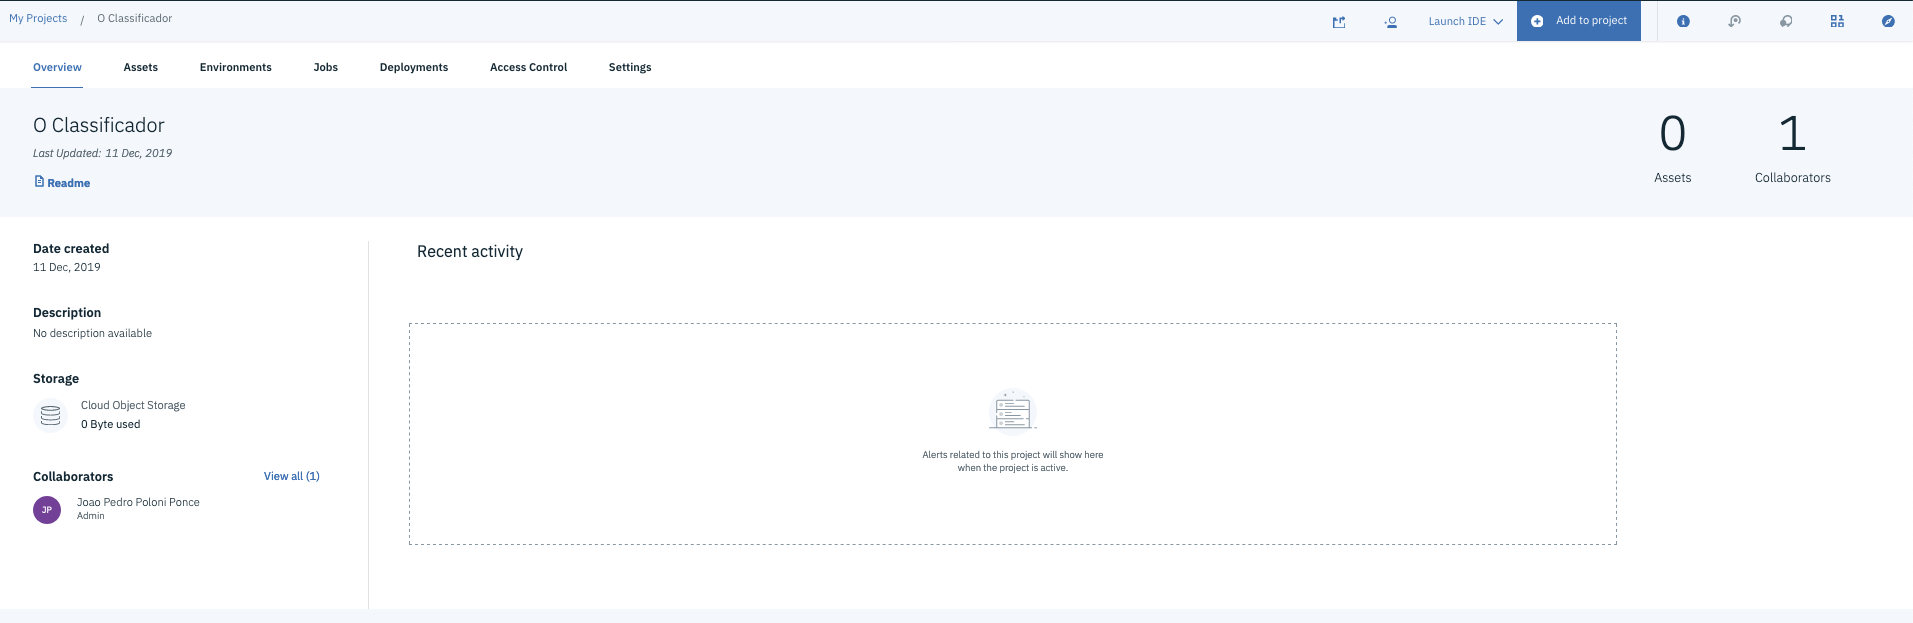 My Projects / O Classificador
Launch IDE
Add to project
Overview Assets Environments Jobs Deployments Access Control Settings
O Classificador
Last Updated: 11 Dec, 2019
Readme
0
Assets
1
Collaborators
Date created
11 Dec, 2019
Description
No description available
Storage
Cloud Object Storage
0 Byte used
Collaborators View all (1)
JP
Joao Pedro Poloni Ponce
Admin
Recent activity
Alerts related to this project will show here
when the project is active.